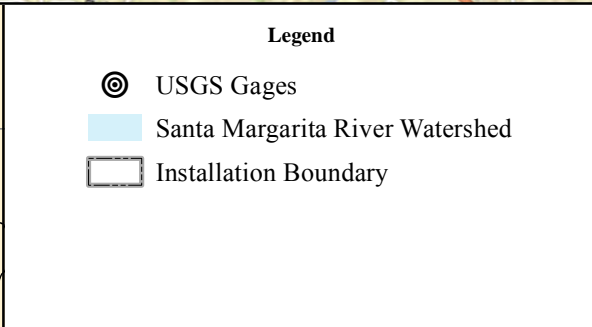 Legend
USGS Gages
Santa Margarita River Watershed
Installation Boundary